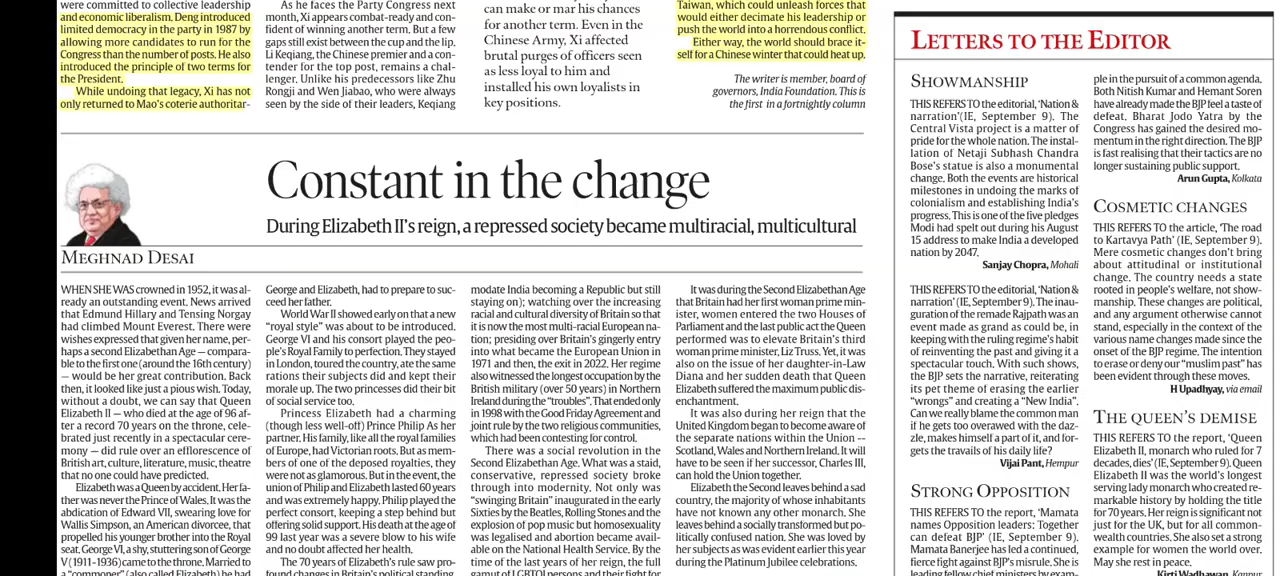 were committed to collective leadership
and economic liberalism. Deng introduced
limited democracy in the party in 1987 by
allowing more candidates to run for the
Congress than the number of posts. He also
introduced the principle of two terms for
the President.
While undoing that legacy, Xi has not
only returned to Mao's coterie authoritar-
As he faces the Party Congress next
month, Xi appears combat-ready and con-
fident of winning another term. But a few
gaps still exist between the cup and the lip.
Li Keqiang, the Chinese premier and a con-
tender for the top post, remains a chal-
lenger. Unlike his predecessors like Zhu
Rongji and Wen Jiabao, who were always
seen by the side of their leaders, Keqiang
can make or mar his chances
for another term. Even in the
Chinese Army, Xi affected
brutal purges of officers seen
as less loyal to him and
installed his own loyalists in
key positions.
Taiwan, which could unleash forces that
would either decimate his leadership or
push the world into a horrendous conflict.
Either way, the world should brace it-
self for a Chinese winter that could heat up.
The writer is member, board of
governors, India Foundation. This is
the first in a fortnightly column
Constant in the change
During Elizabeth II's reign, a repressed society became multiracial, multicultural
MEGHNAD DESAI
WHEN SHE WAS crowned in 1952, it was al-
ready an outstanding event. News arrived
that Edmund Hillary and Tensing Norgay
had climbed Mount Everest. There were
wishes expressed that given her name, per-
haps a second Elizabethan Age — compara-
ble to the first one (around the 16th century)
— would be her great contribution. Back
then, it looked like just a pious wish. Today,
without a doubt, we can say that Queen
Elizabeth II — who died at the age of 96 af-
ter a record 70 years on the throne, cele-
brated just recently in a spectacular cere-
mony — did rule over an efflorescence of
British art, culture, literature, music, theatre
that no one could have predicted.
Elizabeth was a Queen by accident. Her fa-
ther was never the Prince of Wales. It was the
abdication of Edward VII, swearing love for
Wallis Simpson, an American divorcee, that
propelled his younger brother into the Royal
seat. George VI, a shy, stuttering son of George
V (1911-1936) came to the throne. Married to
a "commoner" (also called Elizabeth) he had
George and Elizabeth, had to prepare to suc-
ceed her father.
World War II showed early on that a new
"royal style" was about to be introduced.
George VI and his consort played the peo-
ple's Royal Family to perfection. They stayed
in London, toured the country, ate the same
rations their subjects did and kept their
morale up. The two princesses did their bit
of social service too.
Princess Elizabeth had a charming
(though less well-off) Prince Philip As her
partner. His family, like all the royal families
of Europe, had Victorian roots. But as mem-
bers of one of the deposed royalties, they
were not as glamorous. But in the event, the
union of Philip and Elizabeth lasted 60 years
and was extremely happy. Philip played the
perfect consort, keeping a step behind but
offering solid support. His death at the age of
99 last year was a severe blow to his wife
and no doubt affected her health.
The 70 years of Elizabeth's rule saw pro-
found changes in Britain's political standing
modate India becoming a Republic but still
staying on); watching over the increasing
racial and cultural diversity of Britain so that
it is now the most multi-racial European na-
tion; presiding over Britain's gingerly entry
into what became the European Union in
1971 and then, the exit in 2022. Her regime
also witnessed the longest occupation by the
British military (over 50 years) in Northern
Ireland during the "troubles". That ended only
in 1998 with the Good Friday Agreement and
joint rule by the two religious communities,
which had been contesting for control.
There was a social revolution in the
Second Elizabethan Age. What was a staid,
conservative, repressed society broke
through into modernity. Not only was
"swinging Britain" inaugurated in the early
Sixties by the Beatles, Rolling Stones and the
explosion of pop music but homosexuality
was legalised and abortion became avail-
able on the National Health Service. By the
time of the last years of her reign, the full
gamut of LGBTQI persons and their fight for
It was during the Second Elizabethan Age
that Britain had her first woman prime min-
ister, women entered the two Houses of
Parliament and the last public act the Queen
performed was to elevate Britain's third
woman prime minister, Liz Truss. Yet, it was
also on the issue of her daughter-in-Law
Diana and her sudden death that Queen
Elizabeth suffered the maximum public dis-
enchantment.
It was also during her reign that the
United Kingdom began to become aware of
the separate nations within the Union --
Scotland, Wales and Northern Ireland. It will
have to be seen if her successor, Charles III,
can hold the Union together.
Elizabeth the Second leaves behind a sad
country, the majority of whose inhabitants
have not known any other monarch. She
leaves behind a socially transformed but po-
litically confused nation. She was loved by
her subjects as was evident earlier this year
during the Platinum Jubilee celebrations.
LETTERS TO THE EDITOR
SHOWMANSHIP
THIS REFERS TO the editorial, 'Nation &
narration' (IE, September 9). The
Central Vista project is a matter of
pride for the whole nation. The instal-
lation of Netaji Subhash Chandra
Bose's statue is also a monumental
change. Both the events are historical
milestones in undoing the marks of
colonialism and establishing India's
progress. This is one of the five pledges
Modi had spelt out during his August
15 address to make India a developed
nation by 2047.
Sanjay Chopra, Mohali
THIS REFERS TO the editorial, 'Nation &
narration' (IE, September 9). The inau-
guration of the remade Rajpath was an
event made as grand as could be, in
keeping with the ruling regime's habit
of reinventing the past and giving it a
spectacular touch. With such shows,
the BJP sets the narrative, reiterating
its pet theme of erasing the earlier
"wrongs" and creating a "New India".
Can we really blame the common man
if he gets too overawed with the daz-
zle, makes himself a part of it, and for-
gets the travails of daily life?
Vijai Pant, Hempur
STRONG OPPOSITION
THIS REFERS TO the report, 'Mamata
names Opposition leaders: Together
can defeat BJP' (IE, September 9).
Mamata Banerjee has led a continued,
fierce fight against BJP's misrule. She is
leading fellow chief ministers by exam-
ple in the pursuit of a common agenda.
Both Nitish Kumar and Hemant Soren
have already made the BJP feel a taste of
defeat. Bharat Jodo Yatra by the
Congress has gained the desired mo-
mentum in the right direction. The BJP
is fast realising that their tactics are no
longer sustaining public support.
Arun Gupta, Kolkata
COSMETIC CHANGES
THIS REFERS TO the article, 'The road
to Kartavya Path' (IE, September 9).
Mere cosmetic changes don't bring
about attitudinal or institutional
change. The country needs a state
rooted in people's welfare, not show-
manship. These changes are political,
and any argument otherwise cannot
stand, especially in the context of the
various name changes made since the
onset of the BJP regime. The intention
to erase or deny our "muslim past" has
been evident through these moves.
H Upadhyay, via email
THE QUEEN'S DEMISE
THIS REFERS TO the report, 'Queen
Elizabeth II, monarch who ruled for 7
decades, dies' (IE, September 9). Queen
Elizabeth II was the world's longest
serving lady monarch who created re-
markable history by holding the title
for 70 years. Her reign is significant not
just for the UK, but for all common-
wealth countries. She also set a strong
example for women the world over.
May she rest in peace.
Kirti Wadhawan, Kanpur